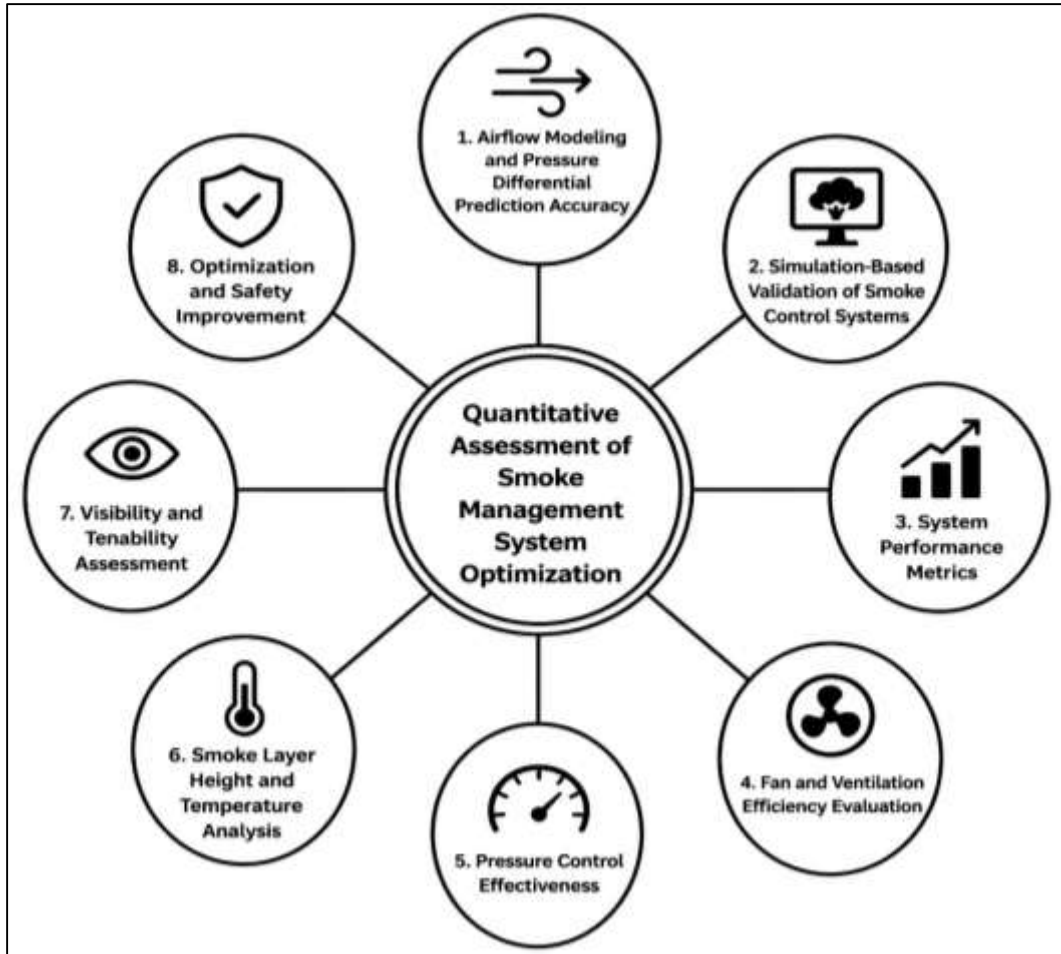 1. Airflow Modeling
and Pressure
Differential
Prediction Accuracy
2. Simulation-Based
Validation of Smoke
Control Systems
3. System
Performance
Metrics
4. Fan and Ventilation
Efficiency Evaluation
5. Pressure Control
Effectiveness
6. Smoke Layer
Height and
Temperature
Analysis
7. Visibility and
Tenability
Assessment
8. Optimization
and Safety
Improvement
Quantitative
Assessment of
Smoke
Management
System
Optimization